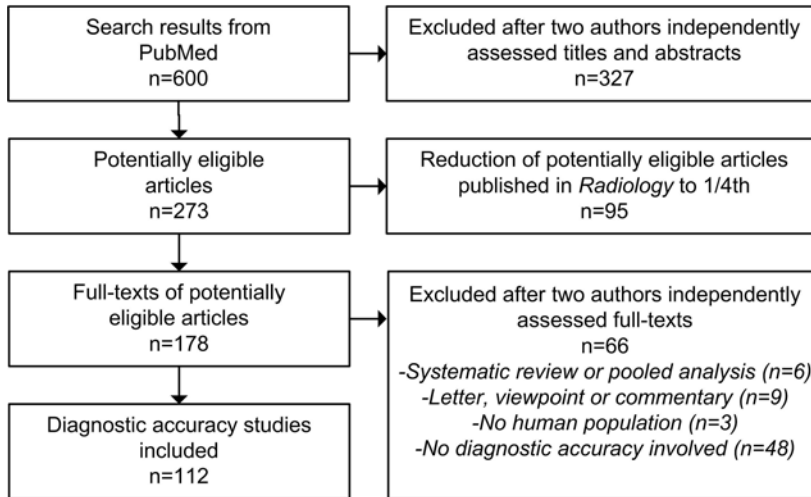 Search results from
PubMed
n=600
Excluded after two authors independently
assessed titles and abstracts
n=327
Potentially eligible
articles
n=273
Reduction of potentially eligible articles
published in Radiology to 1/4th
n=95
Full-texts of potentially
eligible articles
n=178
Excluded after two authors independently
assessed full-texts
n=66
-Systematic review or pooled analysis (n=6)
-Letter, viewpoint or commentary (n=9)
-No human population (n=3)
-No diagnostic accuracy involved (n=48)
Diagnostic accuracy studies
included
n=112